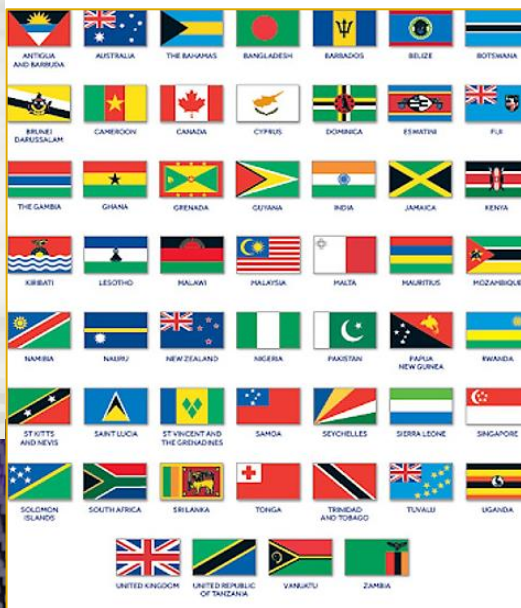 ANTIGUA
AND BARBUDA
AUSTRALIA
THE BAHAMAS
BANGLADESH
BARBADOS
BELIZE
BOTSWANA
BRUNEI
DARUSSALAM
CAMEROON
CANADA
CYPRUS
DOMINICA
ESWATINI
FIJI
THE GAMBIA
GHANA
GRENADA
GUYANA
INDIA
JAMAICA
KENYA
KIRIBATI
LESOTHO
MALAWI
MALAYSIA
MALTA
MAURITIUS
MOZAMBIQUE
NAMIBIA
NAURU
NEW ZEALAND
NIGERIA
PAKISTAN
PAPUA
NEW GUINEA
RWANDA
ST KITTS
AND NEVIS
SAINT LUCIA
ST VINCENT AND
THE GRENADINES
SAMOA
SEYCHELLES
SIERRA LEONE
SINGAPORE
SOLOMON
ISLANDS
SOUTH AFRICA
SRI LANKA
TONGA
TRINIDAD
AND TOBAGO
TUVALU
UGANDA
UNITED KINGDOM
UNITED REPUBLIC
OF TANZANIA
VANUATU
ZAMBIA